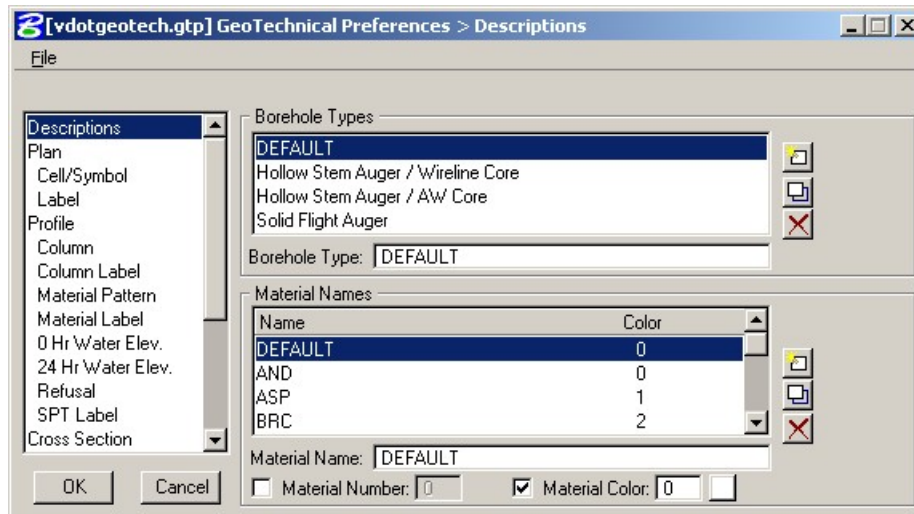 [vdotgeotech.gtp] GeoTechnical Preferences > Descriptions
File
Descriptions
Plan
Cell/Symbol
Label
Profile
Column
Column Label
Material Pattern
Material Label
0 Hr Water Elev.
24 Hr Water Elev.
Refusal
SPT Label
Cross Section
OK Cancel
Borehole Types
DEFAULT
Hollow Stem Auger / Wireline Core
Hollow Stem Auger / AW Core
Solid Flight Auger
Borehole Type: DEFAULT
Material Names
Name Color
DEFAULT 0
AND 0
ASP 1
BRC 2
Material Name: DEFAULT
Material Number: 0 Material Color: 0